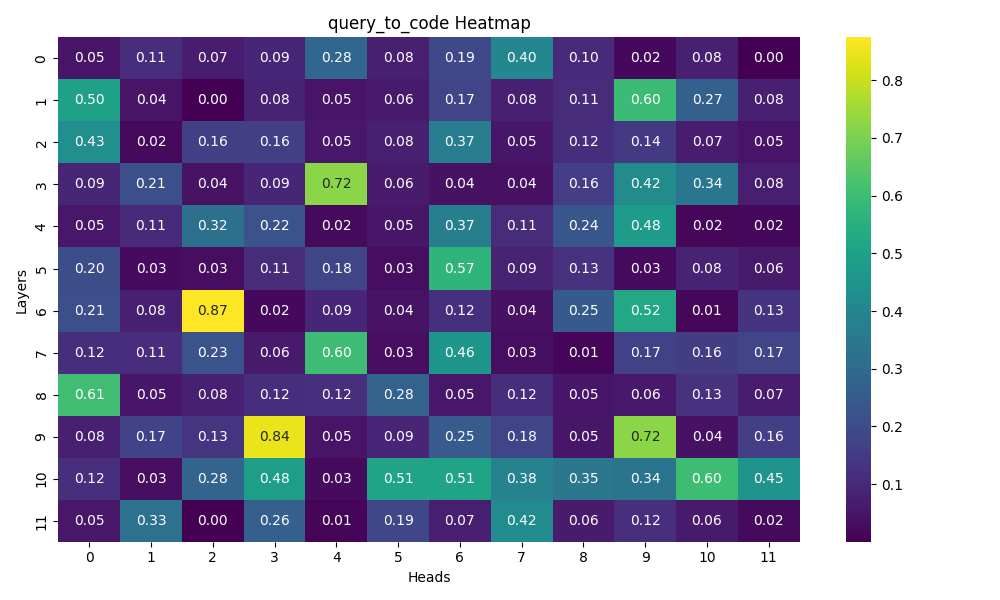 query_to_code Heatmap
0 0.05 0.11 0.07 0.09 0.28 0.08 0.19 0.40 0.10 0.02 0.08 0.00
1 0.50 0.04 0.00 0.08 0.05 0.06 0.17 0.08 0.11 0.60 0.27 0.08
2 0.43 0.02 0.16 0.16 0.05 0.08 0.37 0.05 0.12 0.14 0.07 0.05
3 0.09 0.21 0.04 0.09 0.72 0.06 0.04 0.04 0.16 0.42 0.34 0.08
4 0.05 0.11 0.32 0.22 0.02 0.05 0.37 0.11 0.24 0.48 0.02 0.02
5 0.20 0.03 0.03 0.11 0.18 0.03 0.57 0.09 0.13 0.03 0.08 0.06
6 0.21 0.08 0.87 0.02 0.09 0.04 0.12 0.04 0.25 0.52 0.01 0.13
7 0.12 0.11 0.23 0.06 0.60 0.03 0.46 0.03 0.01 0.17 0.16 0.17
8 0.61 0.05 0.08 0.12 0.12 0.28 0.05 0.12 0.05 0.06 0.13 0.07
9 0.08 0.17 0.13 0.84 0.05 0.09 0.25 0.18 0.05 0.72 0.04 0.16
10 0.12 0.03 0.28 0.48 0.03 0.51 0.51 0.38 0.35 0.34 0.60 0.45
11 0.05 0.33 0.00 0.26 0.01 0.19 0.07 0.42 0.06 0.12 0.06 0.02
0 1 2 3 4 5 6 7 8 9 10 11
Heads
Layers
0.8
0.7
0.6
0.5
0.4
0.3
0.2
0.1